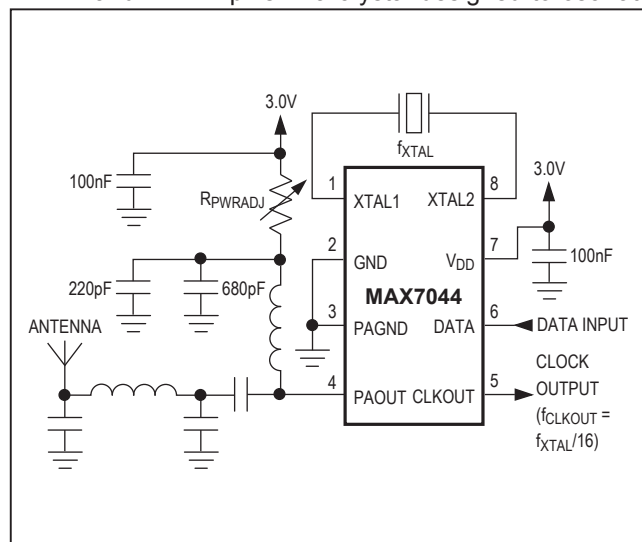 3.0V
100nF
RPWRADJ
fXTAL
3.0V
1
XTAL1
XTAL2
8
2
GND
VDD
7
100nF
220pF
680pF
MAX7044
3
PAGND
DATA
6
DATA INPUT
ANTENNA
4
PAOUT
CLKOUT
5
CLOCK
OUTPUT
(fCLKOUT =
fXTAL/16)